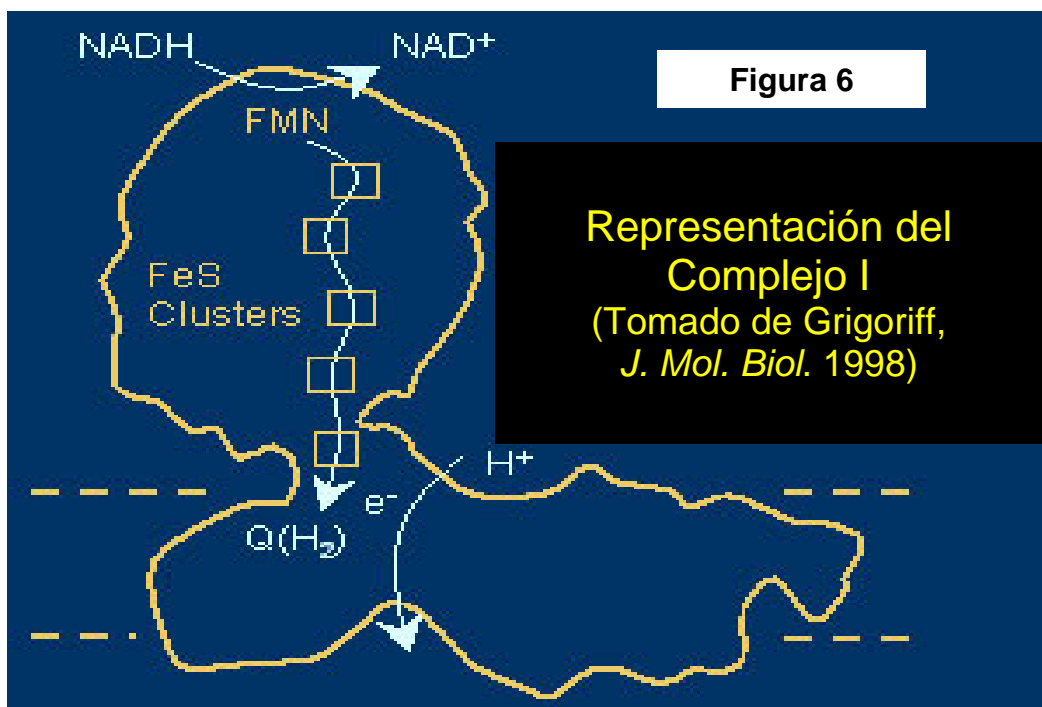 NADH
NAD+
Figura 6
FMN
Representación del
Complejo I
(Tomado de Grigoriff,
J. Mol. Biol. 1998)
FeS
Clusters
H+
e-
Q(H2)